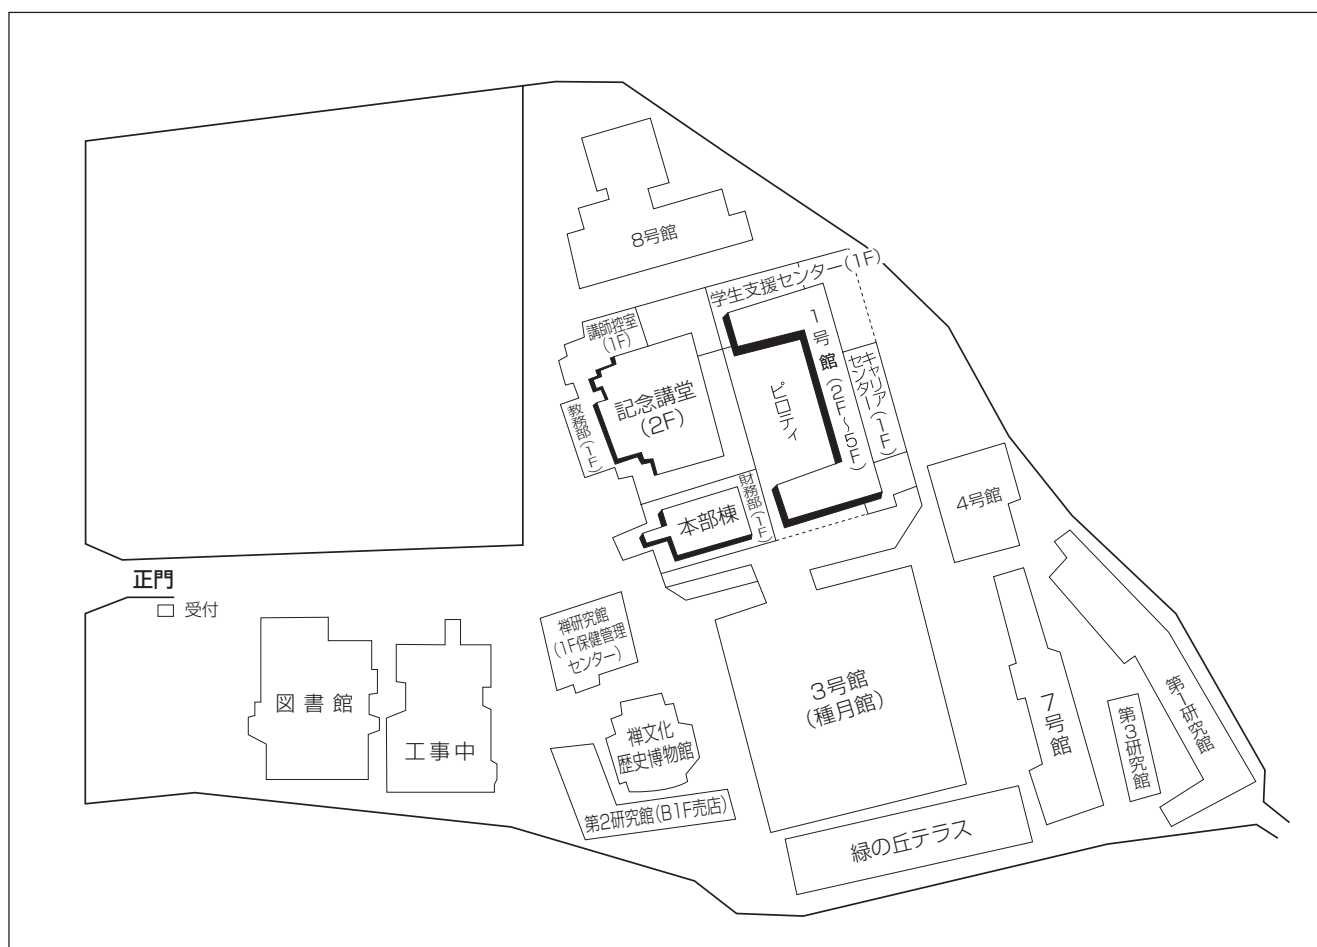 8号館
学生支援センター(1F)
講師控室
(1F)
1号館(2F〜5F)
キャリア
センター(1F)
記念講堂
(2F)
ピロティ
教務部(1F)
財務部(1F)
本部棟
4号館
正門
受付
禅研究館
(1F保健管理
センター)
図書館
工事中
禅文化
歴史博物館
3号館
(種月館)
7号館
第1研究館
第3研究館
第2研究館(B1F売店)
緑の丘テラス